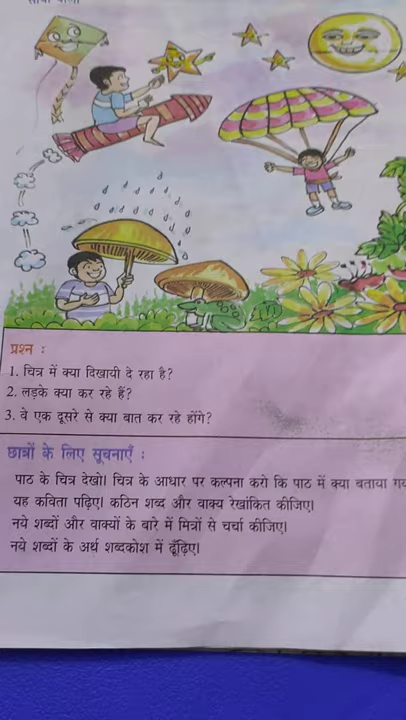 प्रश्न :
1. चित्र में क्या दिखायी दे रहा है?
2. लड़के क्या कर रहे हैं?
3. वे एक दूसरे से क्या बात कर रहे होंगे?
छात्रों के लिए सूचनाएँ :
पाठ के चित्र देखो। चित्र के आधार पर कल्पना करो कि पाठ में क्या बताया
यह कविता पढ़िए। कठिन शब्द और वाक्य रेखांकित कीजिए।
नये शब्दों और वाक्यों के बारे में मित्रों से चर्चा कीजिए।
नये शब्दों के अर्थ शब्दकोश में ढूँढ़िए।